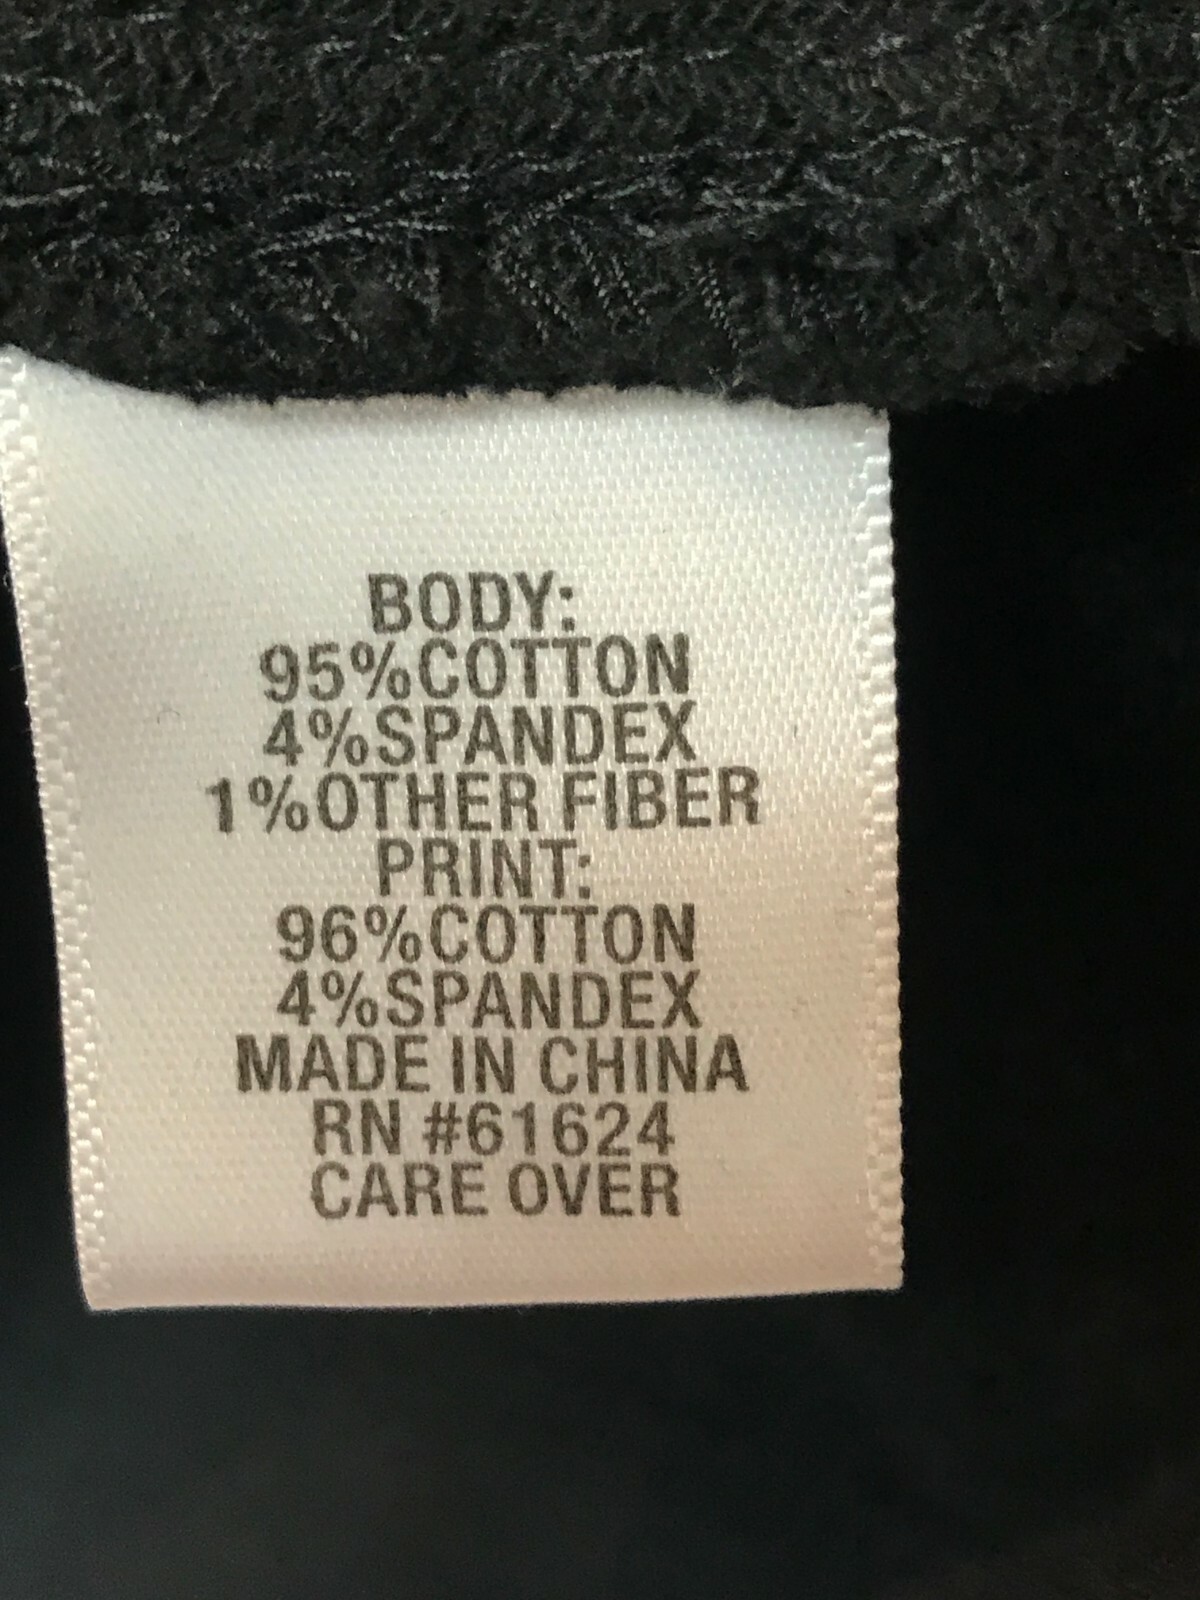 BODY:
95%COTTON
4%SPANDEX
1%OTHER FIBER
PRINT:
96%COTTON
4%SPANDEX
MADE IN CHINA
RN #61624
CARE OVER